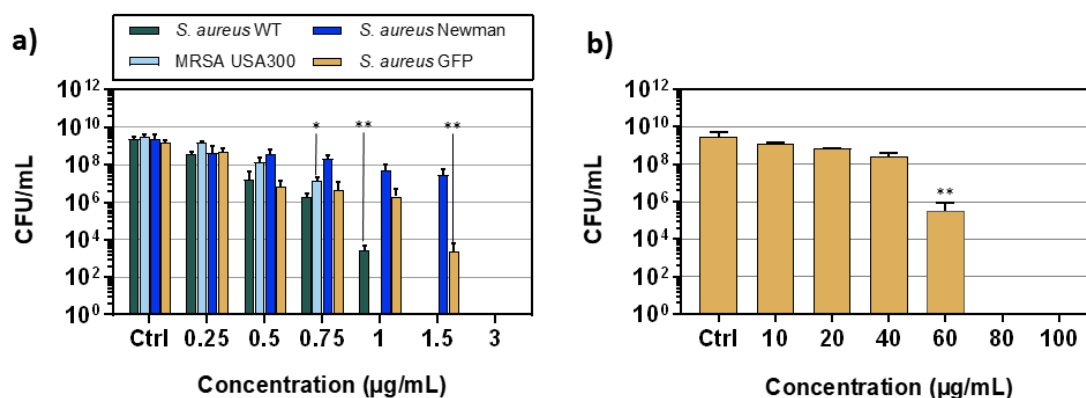 a)
S. aureus WT
S. aureus Newman
MRSA USA300
S. aureus GFP
CFU/mL
10^12
10^10
10^8
10^6
10^4
10^2
10^0
*
**
**
Ctrl 0.25 0.5 0.75 1 1.5 3
Concentration (µg/mL)
b)
CFU/mL
10^12
10^10
10^8
10^6
10^4
10^2
10^0
**
Ctrl 10 20 40 60 80 100
Concentration (µg/mL)